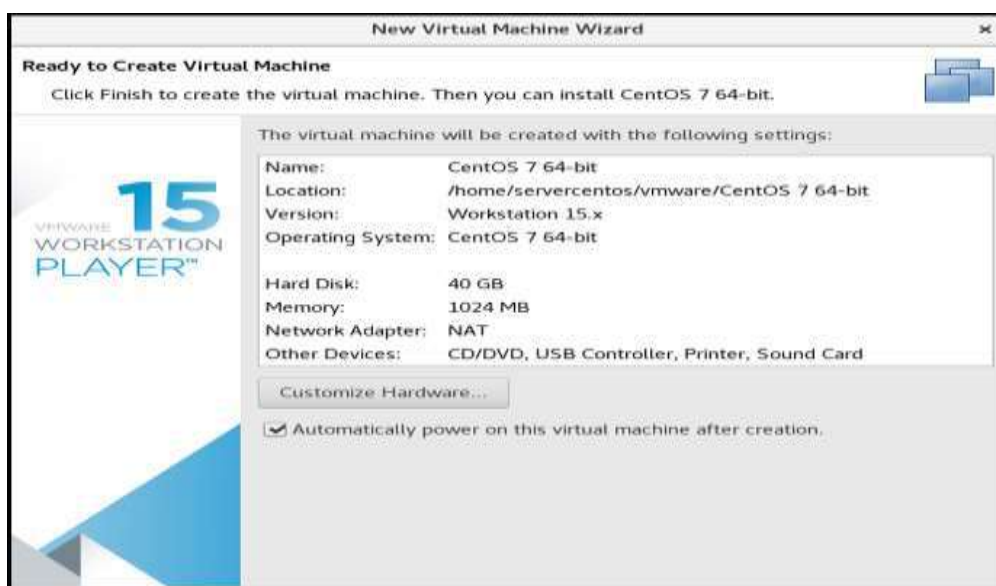 New Virtual Machine Wizard
Ready to Create Virtual Machine
Click Finish to create the virtual machine. Then you can install CentOS 7 64-bit.
The virtual machine will be created with the following settings:
Name: CentOS 7 64-bit
Location: /home/servercentos/vmware/CentOS 7 64-bit
Version: Workstation 15.x
Operating System: CentOS 7 64-bit
Hard Disk: 40 GB
Memory: 1024 MB
Network Adapter: NAT
Other Devices: CD/DVD, USB Controller, Printer, Sound Card
Customize Hardware...
Automatically power on this virtual machine after creation.
15
VMWARE
WORKSTATION
PLAYER™